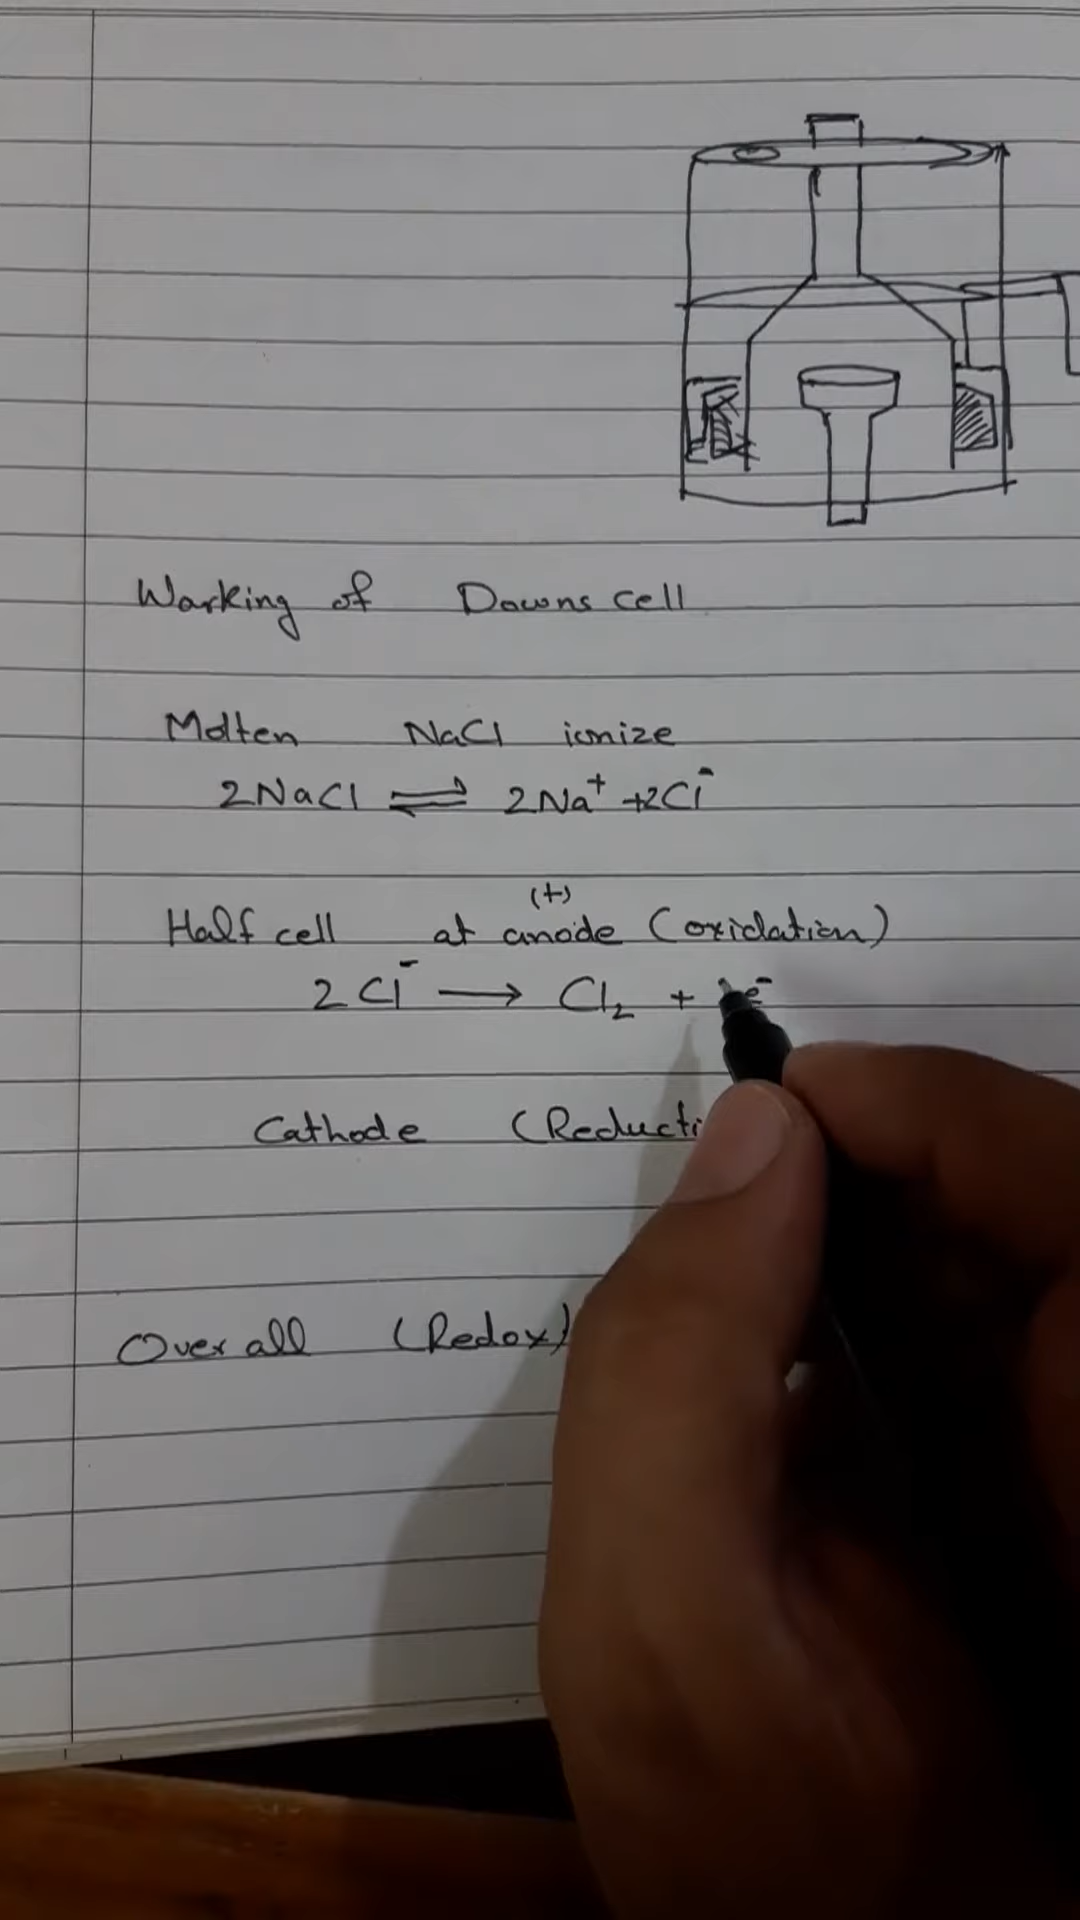 Working of Downs cell
Molten NaCl ionize
2NaCl ⇌ 2Na⁺ + 2Cl⁻
(+)
Half cell at anode (oxidation)
2Cl⁻ → Cl₂ + e⁻
Cathode (Reducti
Over all (Redox)